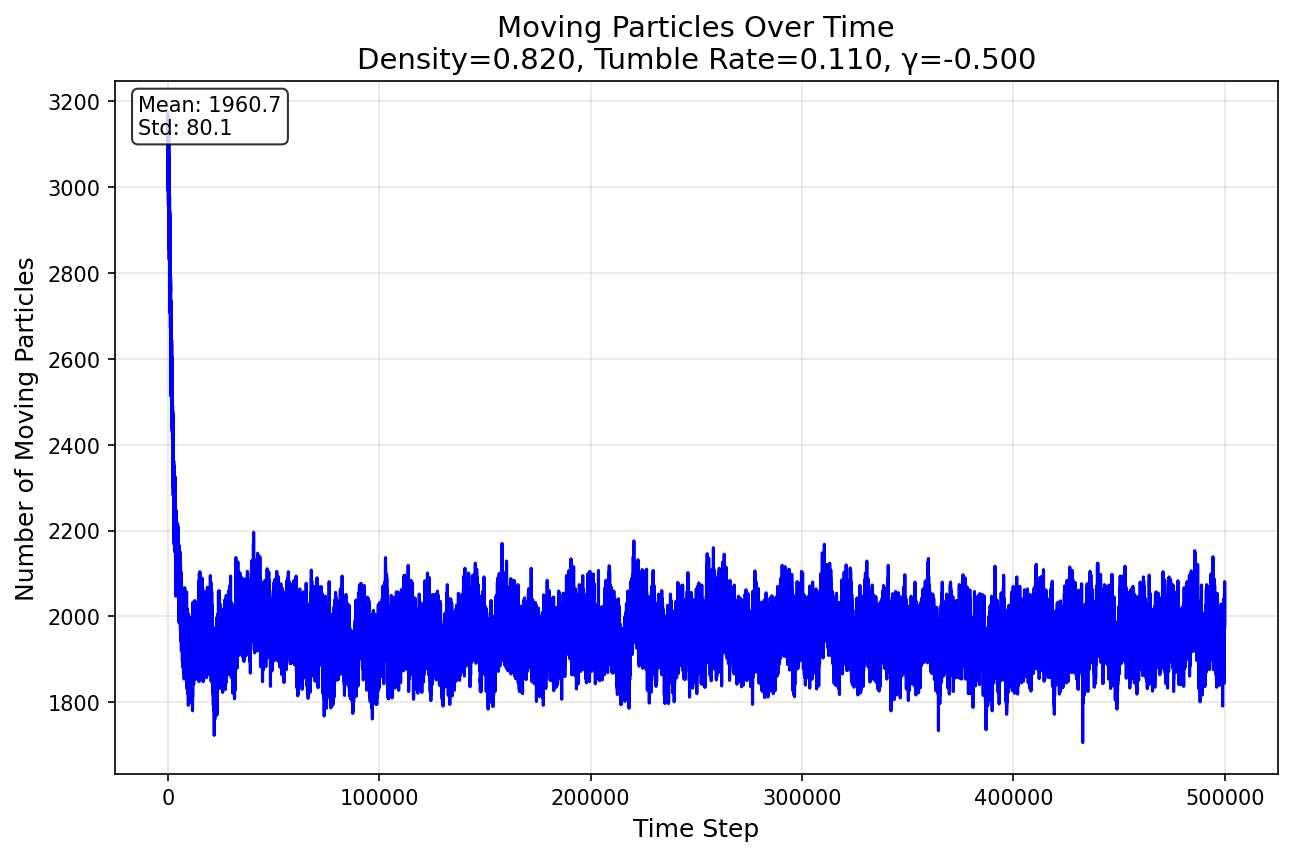 Moving Particles Over Time
Density=0.820, Tumble Rate=0.110, γ=-0.500
Mean: 1960.7
Std: 80.1
Number of Moving Particles
3200
3000
2800
2600
2400
2200
2000
1800
0
100000
200000
300000
400000
500000
Time Step